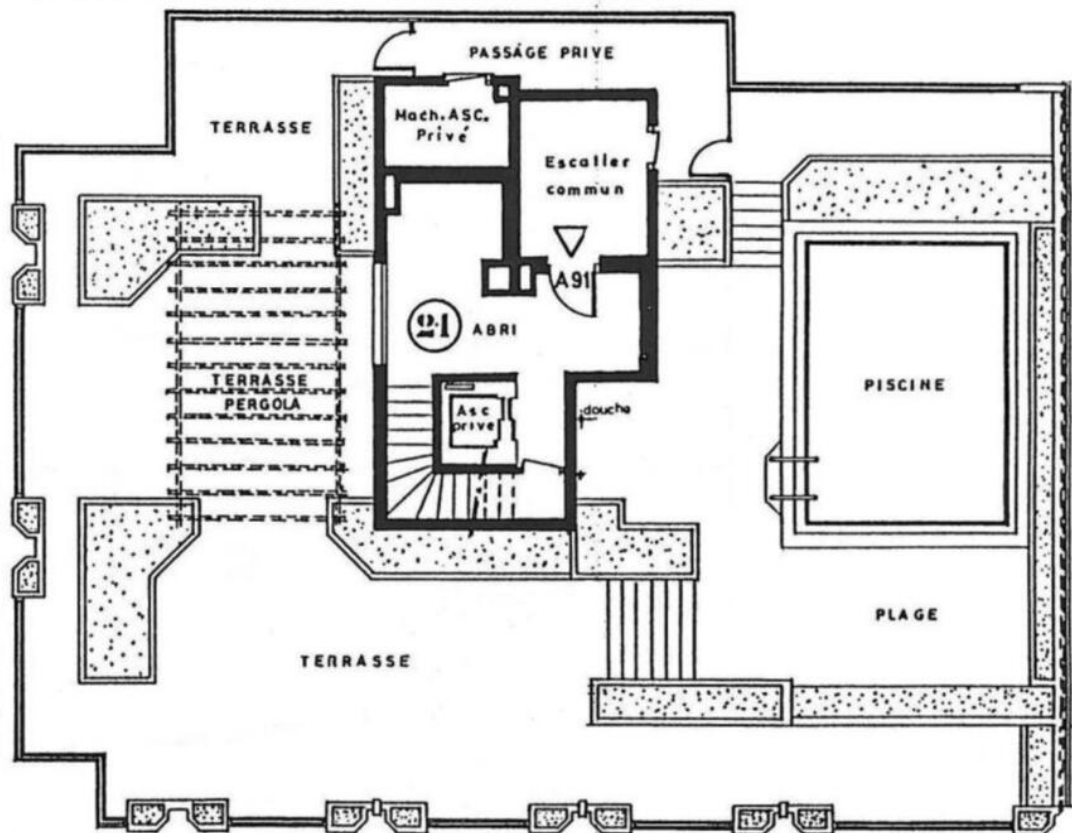 PASSAGE PRIVE
TERRASSE
Mach. ASC.
Privé
Escalier
commun
A91
21
ABRI
TERRASSE
PERGOLA
Asc
privé
douche
PISCINE
PLAGE
TERRASSE